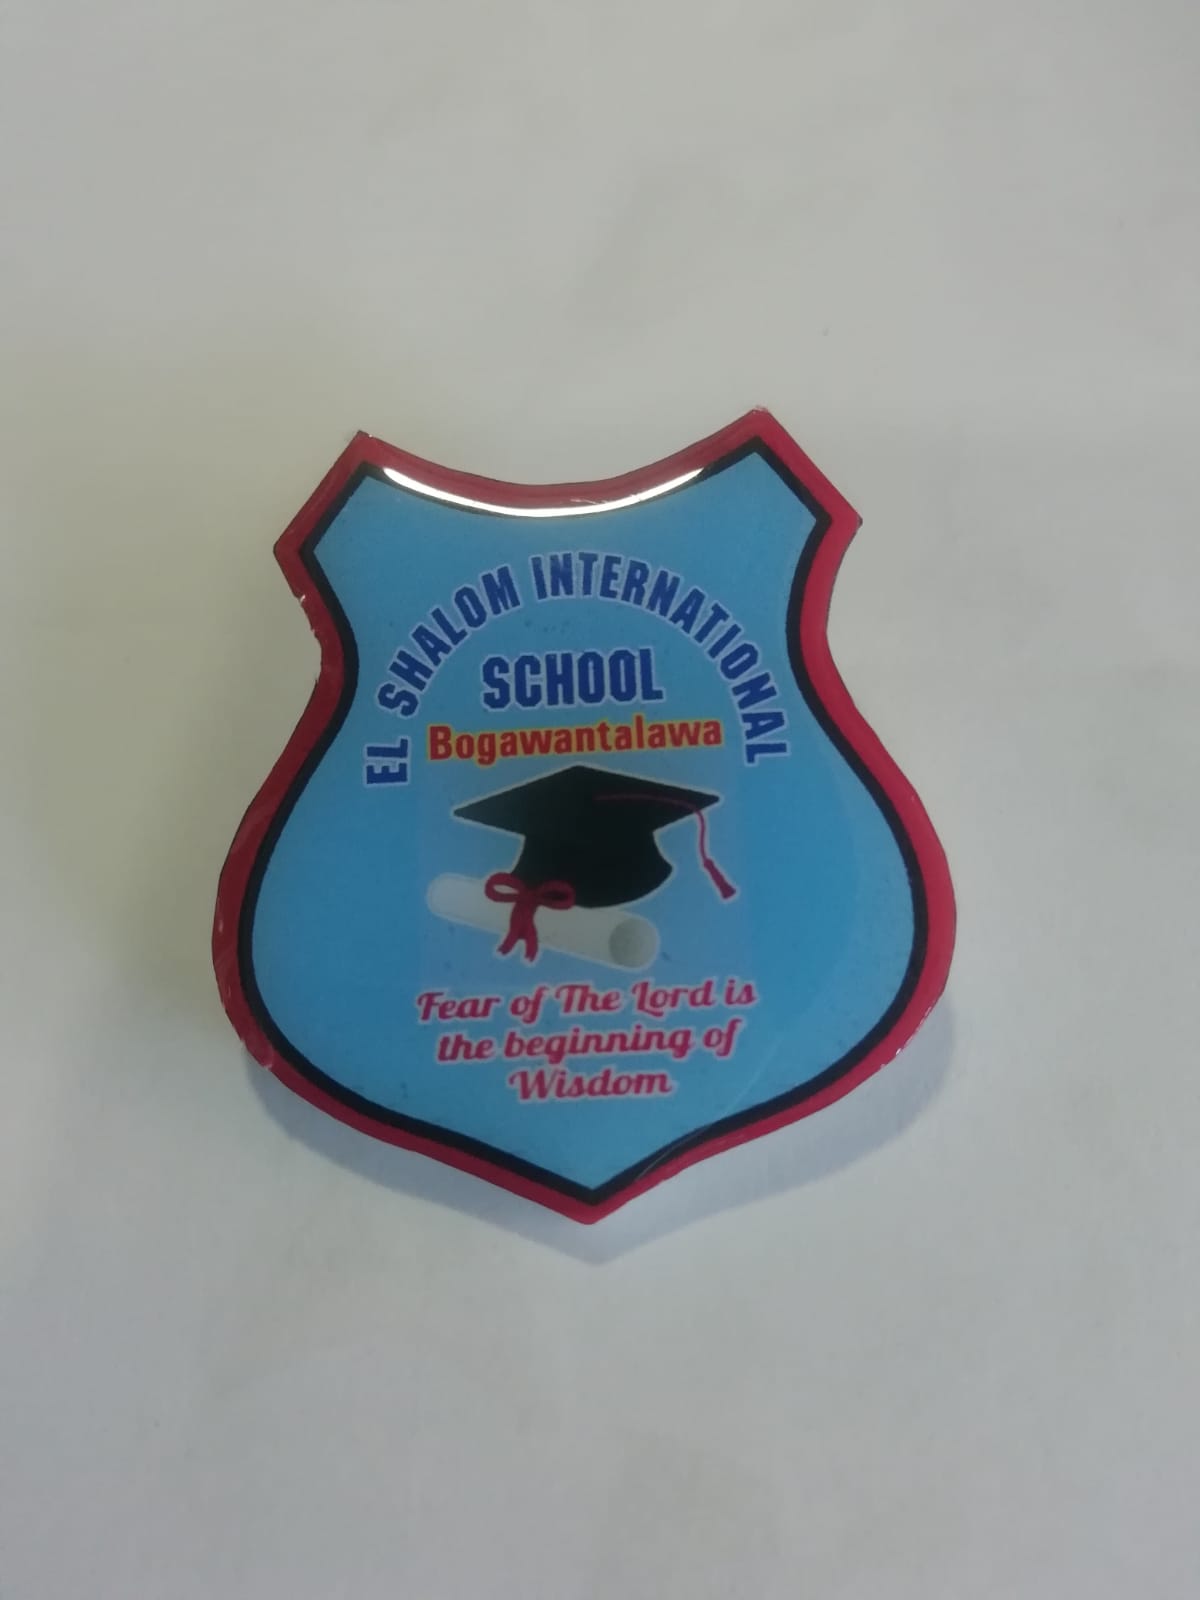 EL SHALOM INTERNATIONAL
SCHOOL
Bogawantalawa
Fear of The Lord is
the beginning of
Wisdom